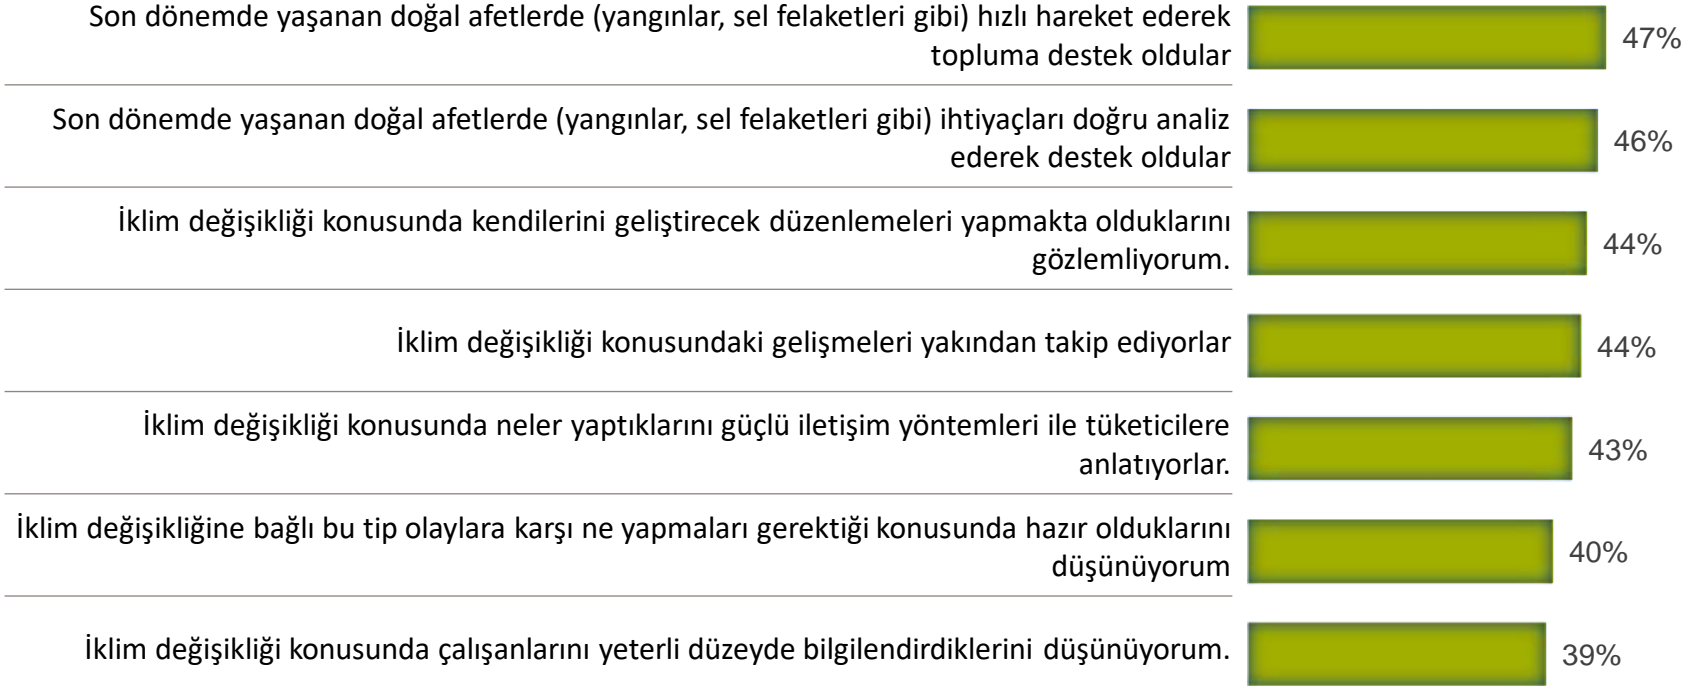 Son dönemde yaşanan doğal afetlerde (yangınlar, sel felaketleri gibi) hızlı hareket ederek
topluma destek oldular
47%
Son dönemde yaşanan doğal afetlerde (yangınlar, sel felaketleri gibi) ihtiyaçları doğru analiz
ederek destek oldular
46%
İklim değişikliği konusunda kendilerini geliştirecek düzenlemeleri yapmakta olduklarını
gözlemliyorum.
44%
İklim değişikliği konusundaki gelişmeleri yakından takip ediyorlar
44%
İklim değişikliği konusunda neler yaptıklarını güçlü iletişim yöntemleri ile tüketicilere
anlatıyorlar.
43%
İklim değişikliğine bağlı bu tip olaylara karşı ne yapmaları gerektiği konusunda hazır olduklarını
düşünüyorum
40%
İklim değişikliği konusunda çalışanlarını yeterli düzeyde bilgilendirdiklerini düşünüyorum.
39%